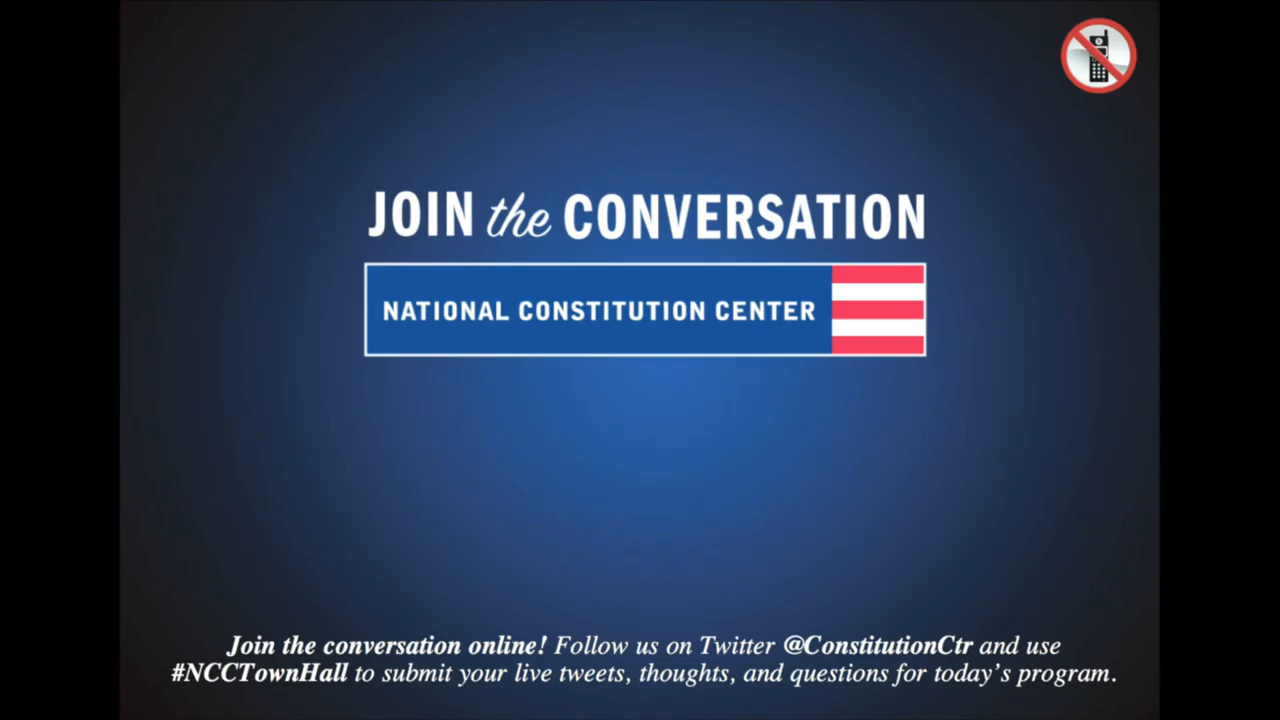 JOIN the CONVERSATION
NATIONAL CONSTITUTION CENTER
Join the conversation online! Follow us on Twitter @ConstitutionCtr and use
#NCCTownHall to submit your live tweets, thoughts, and questions for today's program.